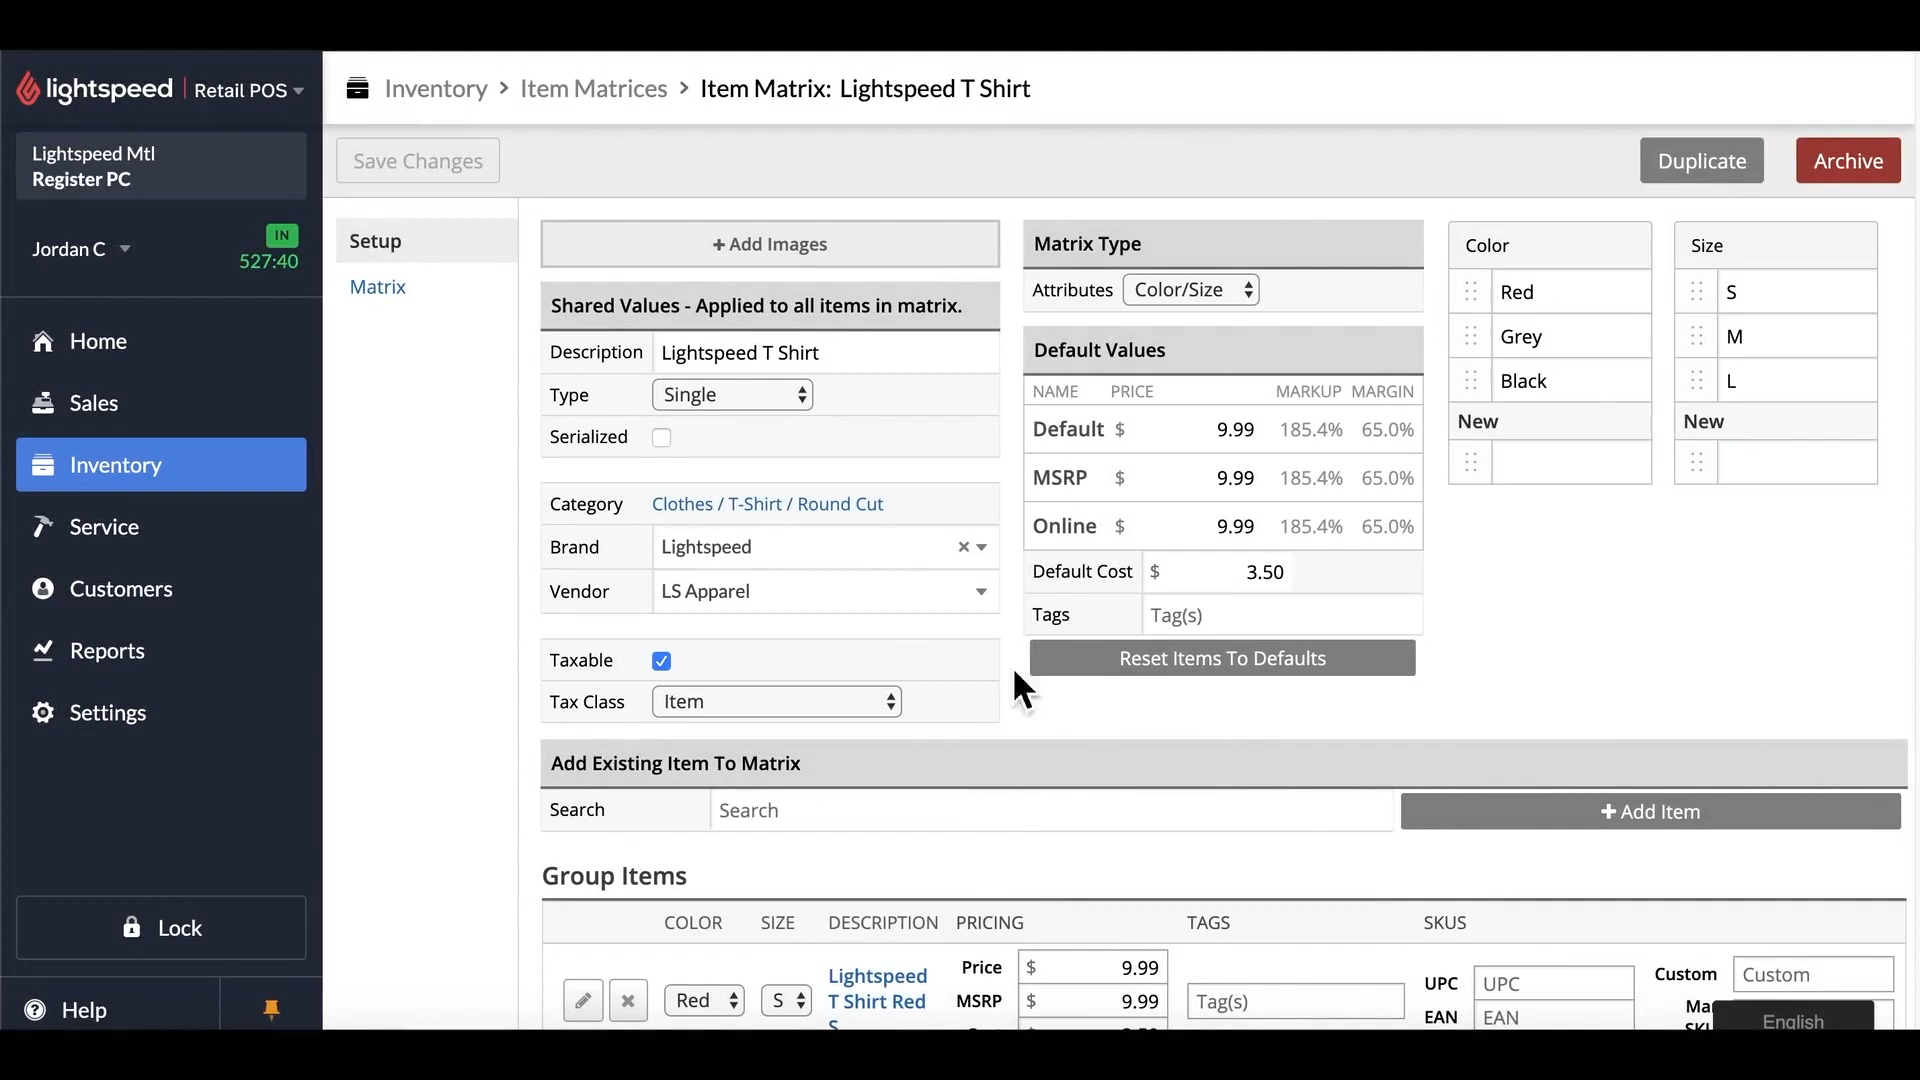 lightspeed | Retail POS
Inventory > Item Matrices > Item Matrix: Lightspeed T Shirt
Lightspeed Mtl
Register PC
Jordan C
IN
527:40
Home
Sales
Inventory
Service
Customers
Reports
Settings
Lock
Help
Save Changes
Duplicate
Archive
Setup
Matrix
+ Add Images
Shared Values - Applied to all items in matrix.
Description Lightspeed T Shirt
Type Single
Serialized
Category Clothes / T-Shirt / Round Cut
Brand Lightspeed
Vendor LS Apparel
Taxable
Tax Class Item
Matrix Type
Attributes Color/Size
Default Values
NAME PRICE MARKUP MARGIN
Default $ 9.99 185.4% 65.0%
MSRP $ 9.99 185.4% 65.0%
Online $ 9.99 185.4% 65.0%
Default Cost $ 3.50
Tags Tag(s)
Reset Items To Defaults
Color
Red
Grey
Black
New
Size
S
M
L
New
Add Existing Item To Matrix
Search Search
+ Add Item
Group Items
COLOR SIZE DESCRIPTION PRICING TAGS SKUS
Red S
Lightspeed
T Shirt Red
S
Price $ 9.99
MSRP $ 9.99
Tag(s)
UPC UPC
EAN EAN
Custom Custom
English